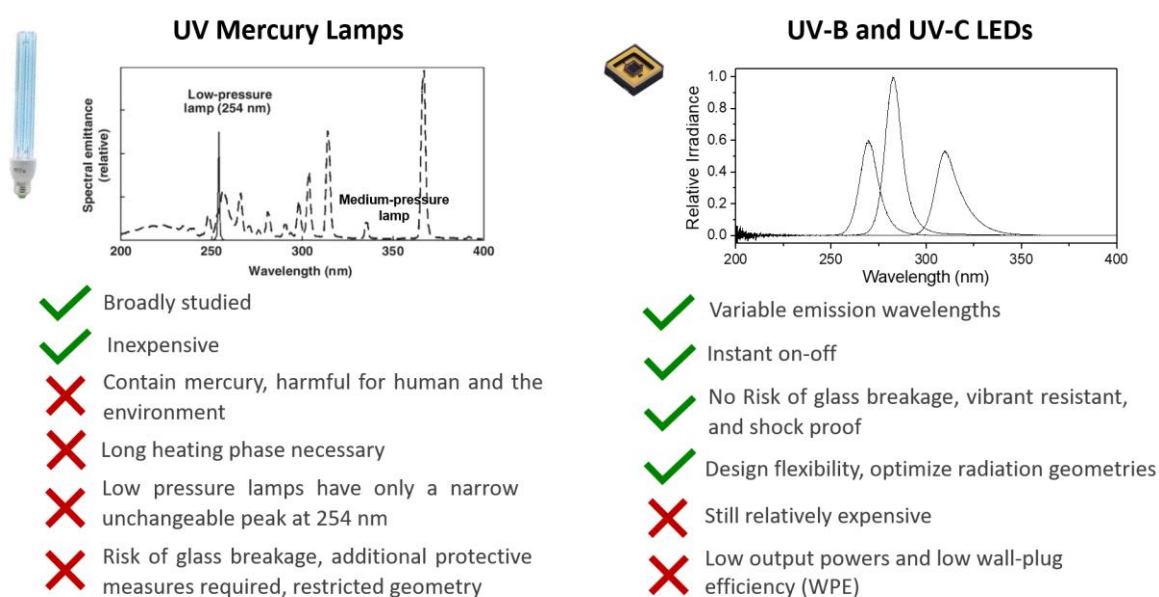 UV Mercury Lamps
Spectral emittance
(relative)
Low-pressure
lamp (254 nm)
Medium-pressure
lamp
200 250 300 350 400
Wavelength (nm)
Broadly studied
Inexpensive
Contain mercury, harmful for human and the
environment
Long heating phase necessary
Low pressure lamps have only a narrow
unchangeable peak at 254 nm
Risk of glass breakage, additional protective
measures required, restricted geometry
UV-B and UV-C LEDs
Relative Irradiance
1.0
0.8
0.6
0.4
0.2
0.0
200 250 300 350 400
Wavelength (nm)
Variable emission wavelengths
Instant on-off
No Risk of glass breakage, vibrant resistant,
and shock proof
Design flexibility, optimize radiation geometries
Still relatively expensive
Low output powers and low wall-plug
efficiency (WPE)